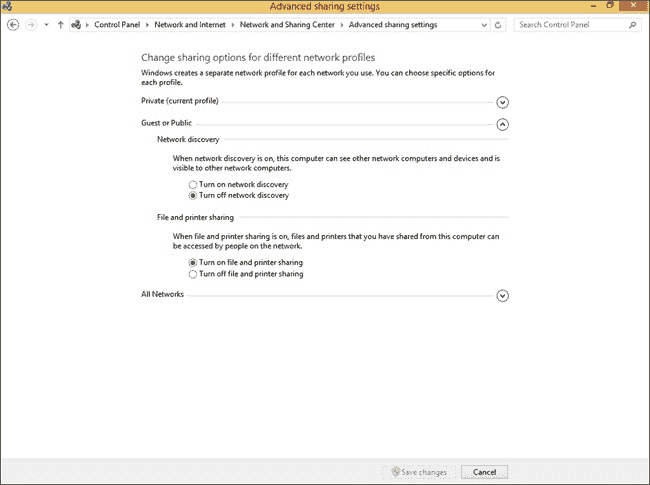 Advanced sharing settings
Control Panel Network and Internet Network and Sharing Center Advanced sharing settings Search Control Panel
Change sharing options for different network profiles
Windows creates a separate network profile for each network you use. You can choose specific options for
each profile.
Private (current profile)
Guest or Public
Network discovery
When network discovery is on, this computer can see other network computers and devices and is
visible to other network computers.
Turn on network discovery
Turn off network discovery
File and printer sharing
When file and printer sharing is on, files and printers that you have shared from this computer can
be accessed by people on the network.
Turn on file and printer sharing
Turn off file and printer sharing
All Networks
Save changes Cancel